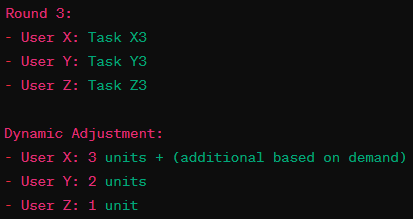 Round 3:
- User X: Task X3
- User Y: Task Y3
- User Z: Task Z3
Dynamic Adjustment:
- User X: 3 units + (additional based on demand)
- User Y: 2 units
- User Z: 1 unit